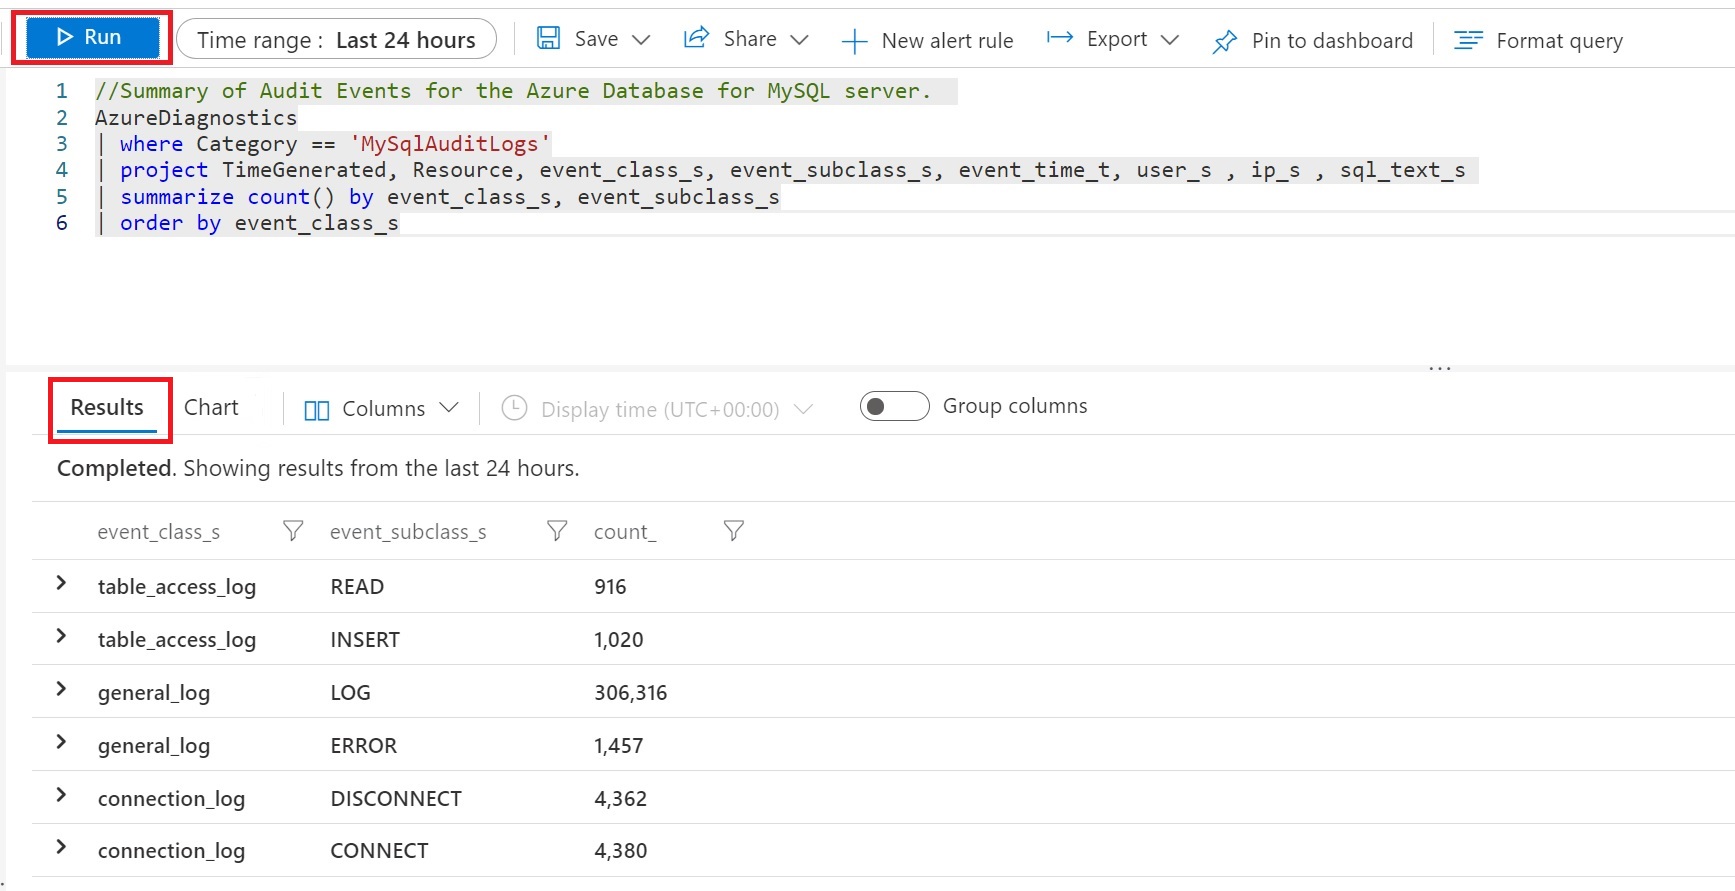 Run Time range : Last 24 hours Save Share New alert rule Export Pin to dashboard Format query
1 //Summary of Audit Events for the Azure Database for MySQL server.
2 AzureDiagnostics
3 | where Category == 'MySqlAuditLogs'
4 | project TimeGenerated, Resource, event_class_s, event_subclass_s, event_time_t, user_s , ip_s , sql_text_s
5 | summarize count() by event_class_s, event_subclass_s
6 | order by event_class_s
...
Results Chart Columns Display time (UTC+00:00) Group columns
Completed. Showing results from the last 24 hours.
event_class_s event_subclass_s count_
table_access_log READ 916
table_access_log INSERT 1,020
general_log LOG 306,316
general_log ERROR 1,457
connection_log DISCONNECT 4,362
connection_log CONNECT 4,380